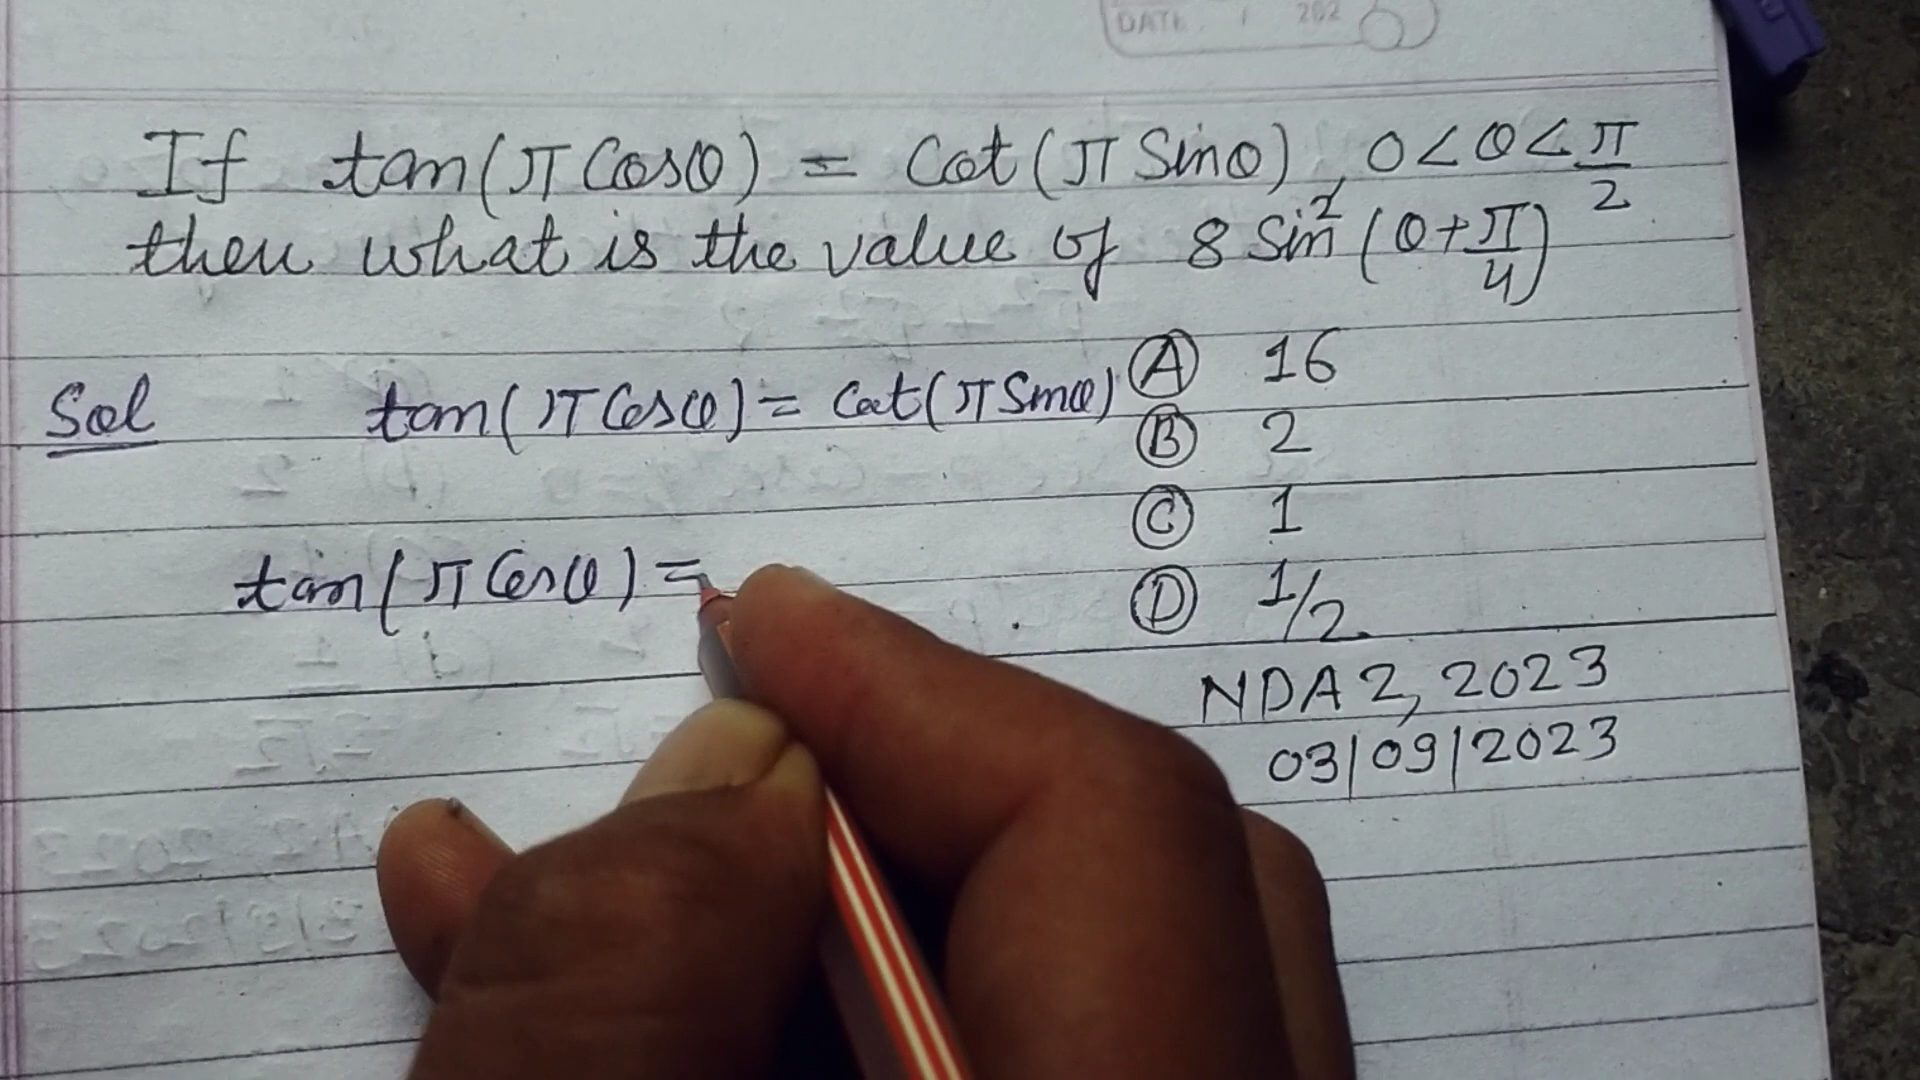 DATE 202
If tan(π Cosθ) = Cot(π Sinθ), 0<θ<π/2
then what is the value of 8 Sin²(θ+π/4)
Sol tan(π Cosθ) = Cot(π Sinθ)
Ⓐ 16
Ⓑ 2
Ⓒ 1
Ⓓ 1/2
tan(π Cosθ) =
NDA 2, 2023
03/09/2023